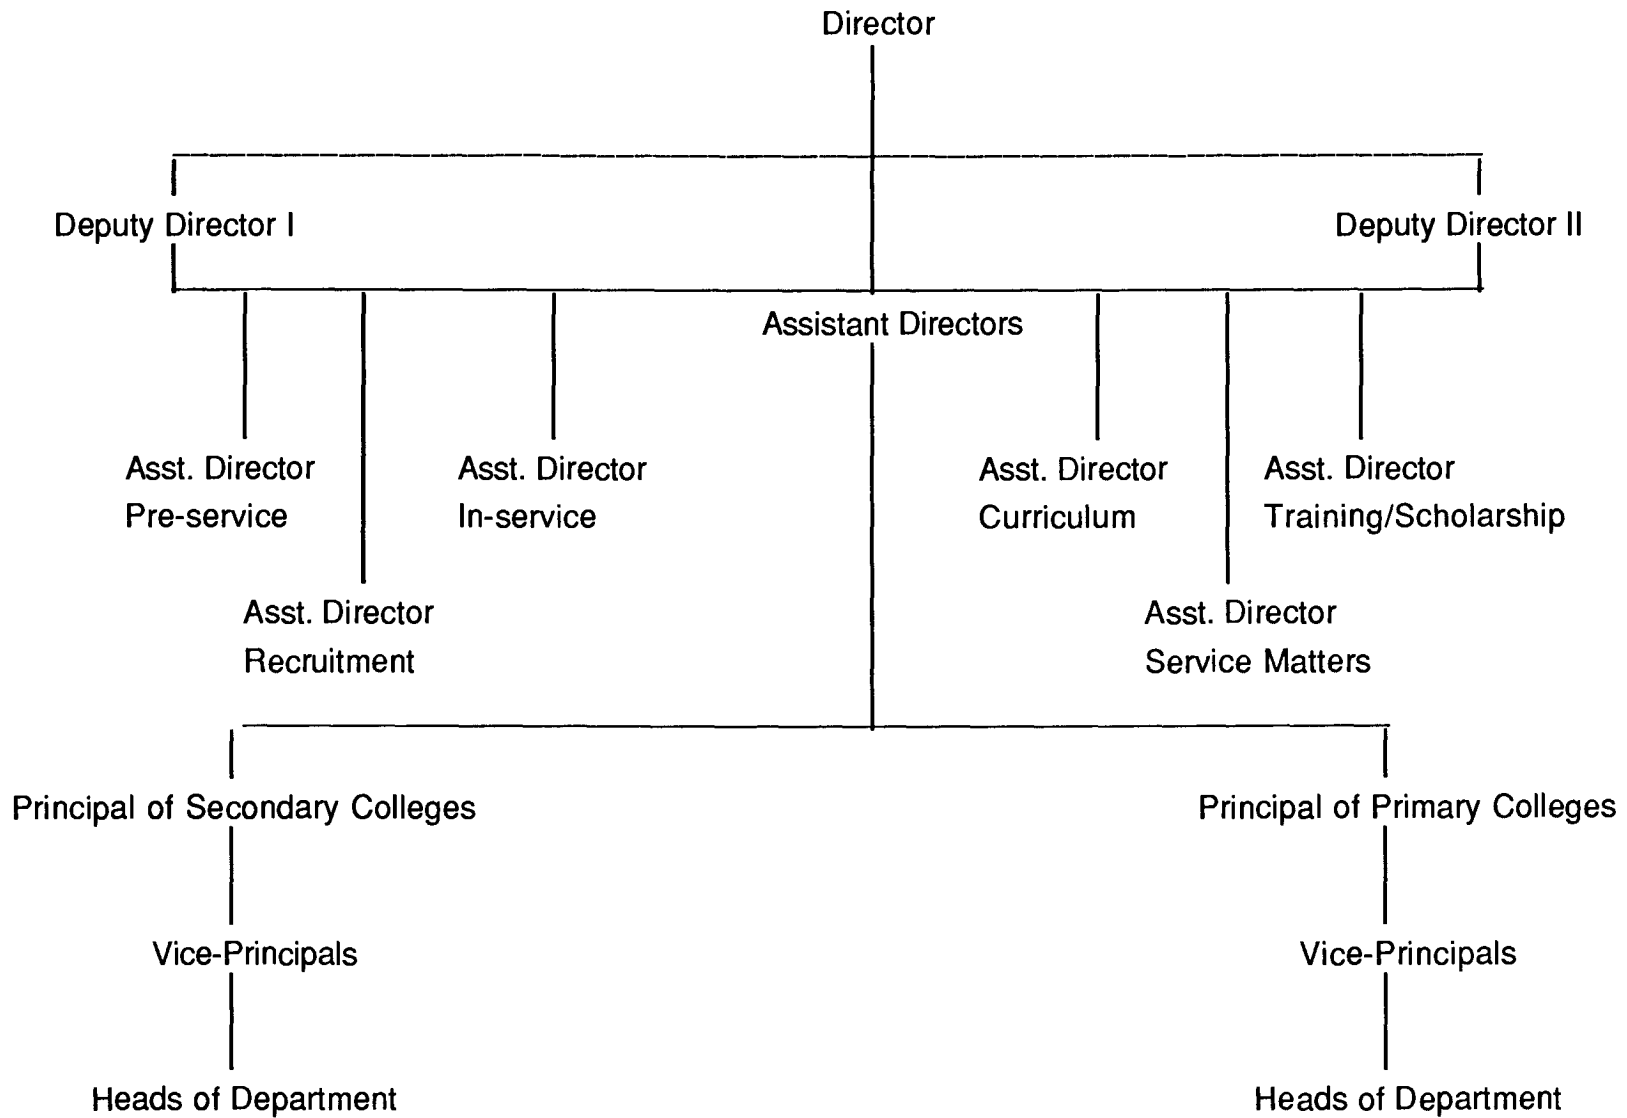 Director
Deputy Director I
Deputy Director II
Assistant Directors
Asst. Director
Pre-service
Asst. Director
In-service
Asst. Director
Curriculum
Asst. Director
Training/Scholarship
Asst. Director
Recruitment
Asst. Director
Service Matters
Principal of Secondary Colleges
Principal of Primary Colleges
Vice-Principals
Vice-Principals
Heads of Department
Heads of Department